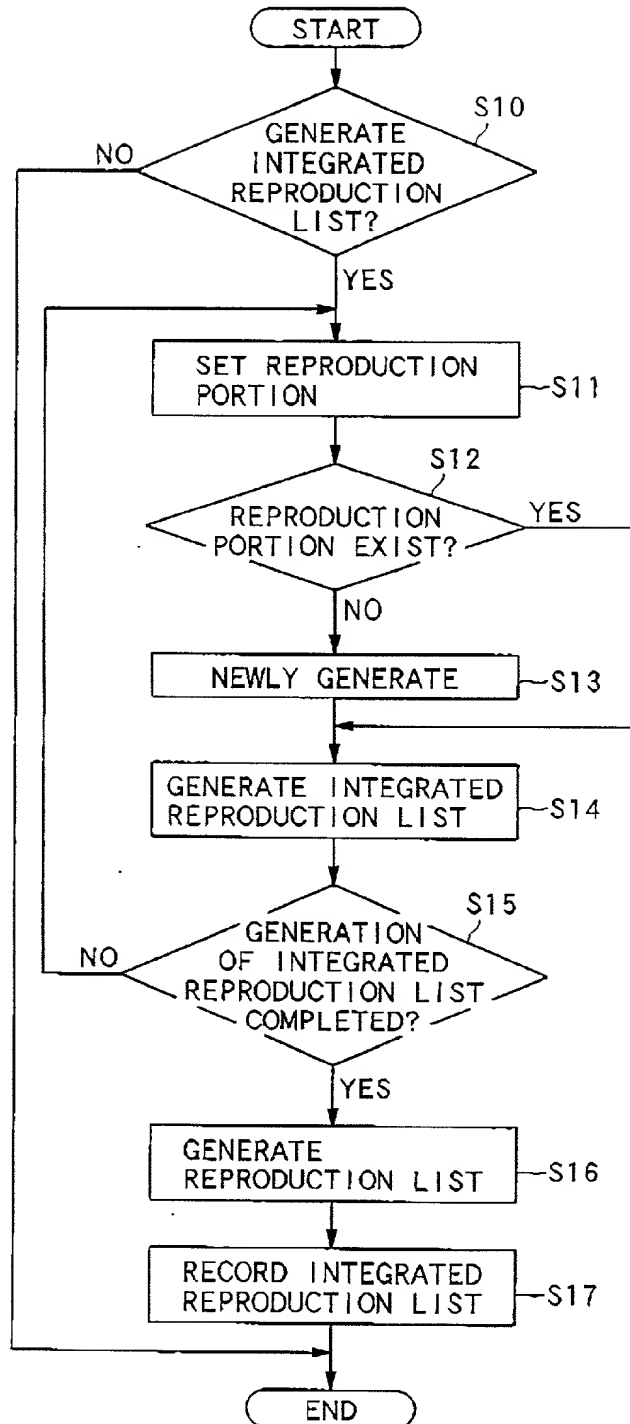 START
S10
GENERATE
INTEGRATED
REPRODUCTION
LIST?
NO
YES
SET REPRODUCTION
PORTION
S11
S12
REPRODUCTION
PORTION EXIST?
YES
NO
NEWLY GENERATE
S13
GENERATE INTEGRATED
REPRODUCTION LIST
S14
S15
GENERATION
OF INTEGRATED
REPRODUCTION LIST
COMPLETED?
NO
YES
GENERATE
REPRODUCTION LIST
S16
RECORD INTEGRATED
REPRODUCTION LIST
S17
END